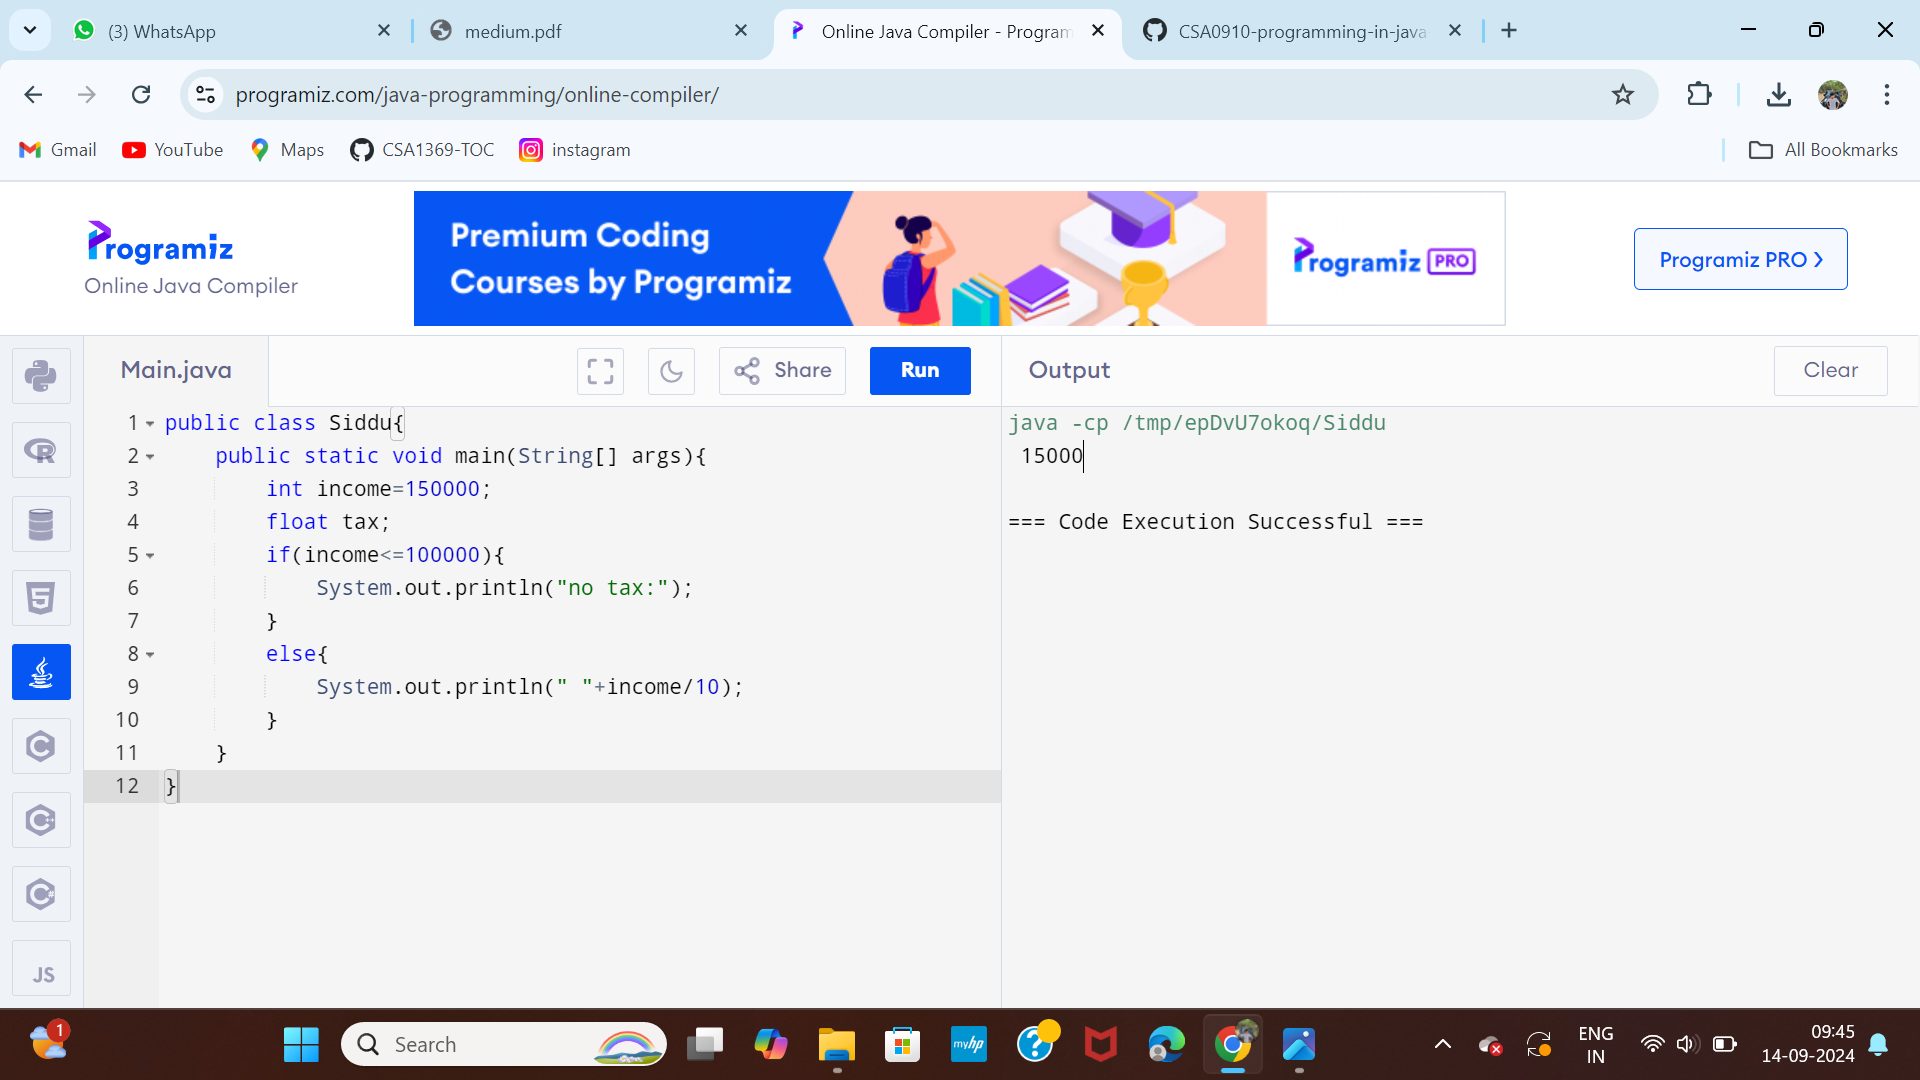 (3) WhatsApp
medium.pdf
Online Java Compiler - Program
CSA0910-programming-in-java
programiz.com/java-programming/online-compiler/
Gmail
YouTube
Maps
CSA1369-TOC
instagram
All Bookmarks
Programiz
Online Java Compiler
Premium Coding
Courses by Programiz
Programiz PRO
Programiz PRO ›
Main.java
Share
Run
Output
Clear
1 public class Siddu{
2     public static void main(String[] args){
3         int income=150000;
4         float tax;
5         if(income<=100000){
6             System.out.println("no tax:");
7         }
8         else{
9             System.out.println(" "+income/10);
10         }
11     }
12 }
java -cp /tmp/epDvU7okoq/Siddu
 15000
=== Code Execution Successful ===
JS
1
Search
myhp
ENG
IN
09:45
14-09-2024